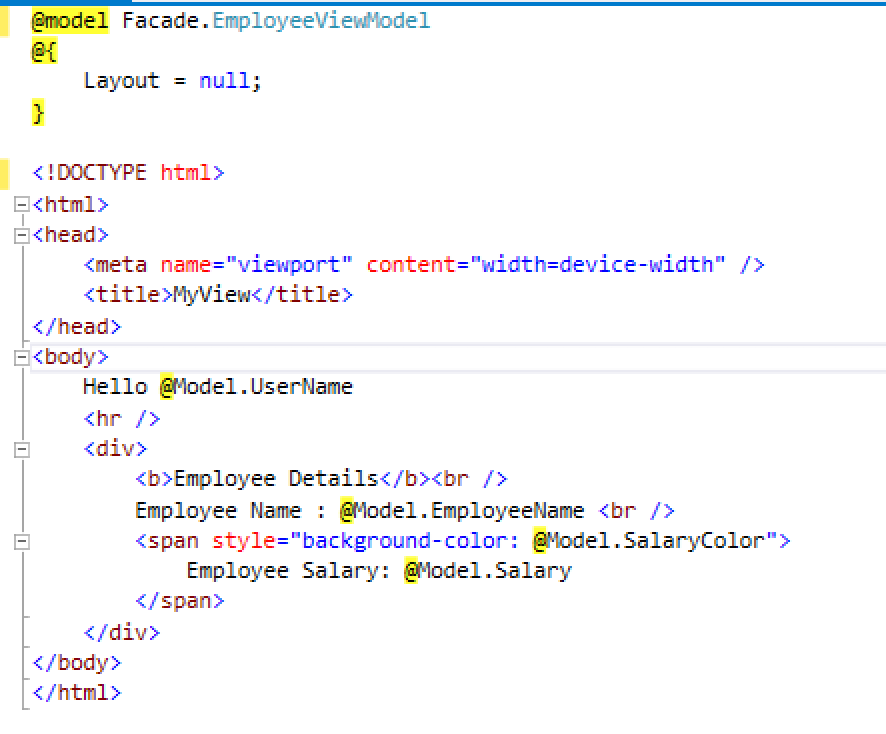 @model Facade.EmployeeViewModel
@{
    Layout = null;
}

<!DOCTYPE html>
<html>
<head>
    <meta name="viewport" content="width=device-width" />
    <title>MyView</title>
</head>
<body>
    Hello @Model.UserName
    <hr />
    <div>
        <b>Employee Details</b><br />
        Employee Name : @Model.EmployeeName <br />
        <span style="background-color: @Model.SalaryColor">
            Employee Salary: @Model.Salary
        </span>
    </div>
</body>
</html>